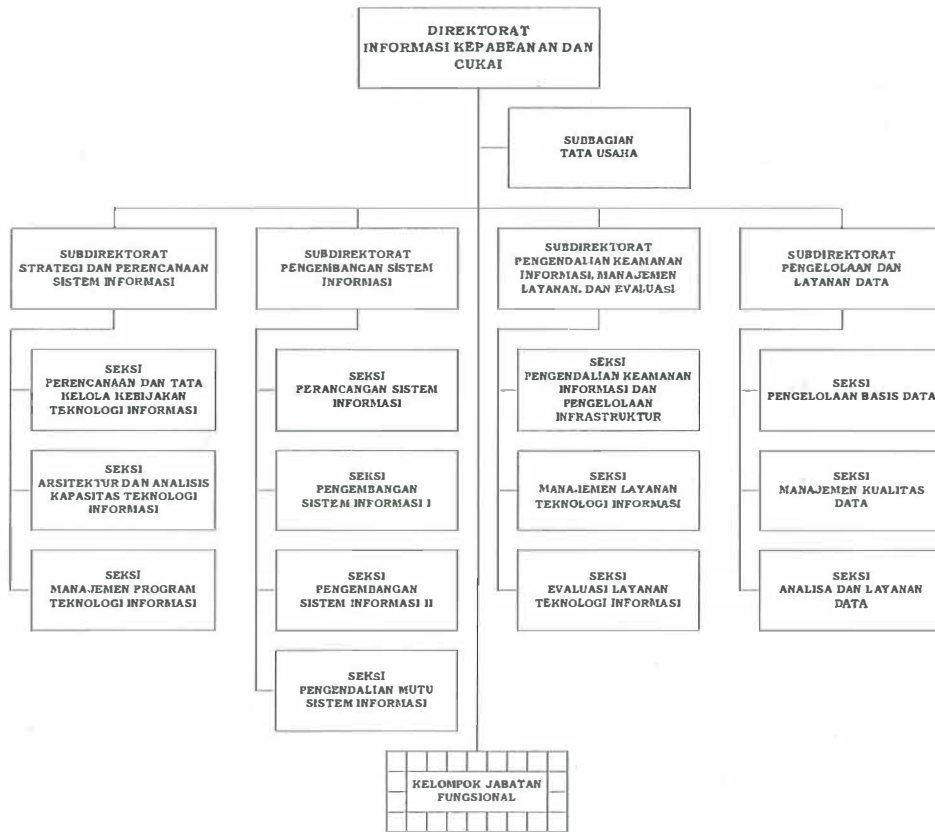 DIREKTORAT
INFORMASI KEPABEANAN DAN
CUKAI
SUBBAGIAN
TATA USAHA
SUBDIREKTORAT
STRATEGI DAN PERENCANAAN
SISTEM INFORMASI
SUBDIREKTORAT
PENGEMBANGAN SISTEM
INFORMASI
SUBDIREKTORAT
PENGENDALIAN KEAMANAN
INFORMASI, MANAJEMEN
LAYANAN, DAN EVALUASI
SUBDIREKTORAT
PENGELOLAAN DAN
LAYANAN DATA
SEKSI
PERENCANAAN DAN TATA
KELOLA KEBIJAKAN
TEKNOLOGI INFORMASI
SEKSI
PERANCANGAN SISTEM
INFORMASI
SEKSI
PENGENDALIAN KEAMANAN
INFORMASI DAN
PENGELOLAAN
INFRASTRUKTUR
SEKSI
PENGELOLAAN BASIS DATA
SEKSI
ARSITEKTUR DAN ANALISIS
KAPASITAS TEKNOLOGI
INFORMASI
SEKSI
PENGEMBANGAN
SISTEM INFORMASI I
SEKSI
MANAJEMEN LAYANAN
TEKNOLOGI INFORMASI
SEKSI
MANAJEMEN KUALITAS
DATA
SEKSI
MANAJEMEN PROGRAM
TEKNOLOGI INFORMASI
SEKSI
PENGEMBANGAN
SISTEM INFORMASI II
SEKSI
EVALUASI LAYANAN
TEKNOLOGI INFORMASI
SEKSI
ANALISA DAN LAYANAN
DATA
SEKSI
PENGENDALIAN MUTU
SISTEM INFORMASI
KELOMPOK JABATAN
FUNGSIONAL